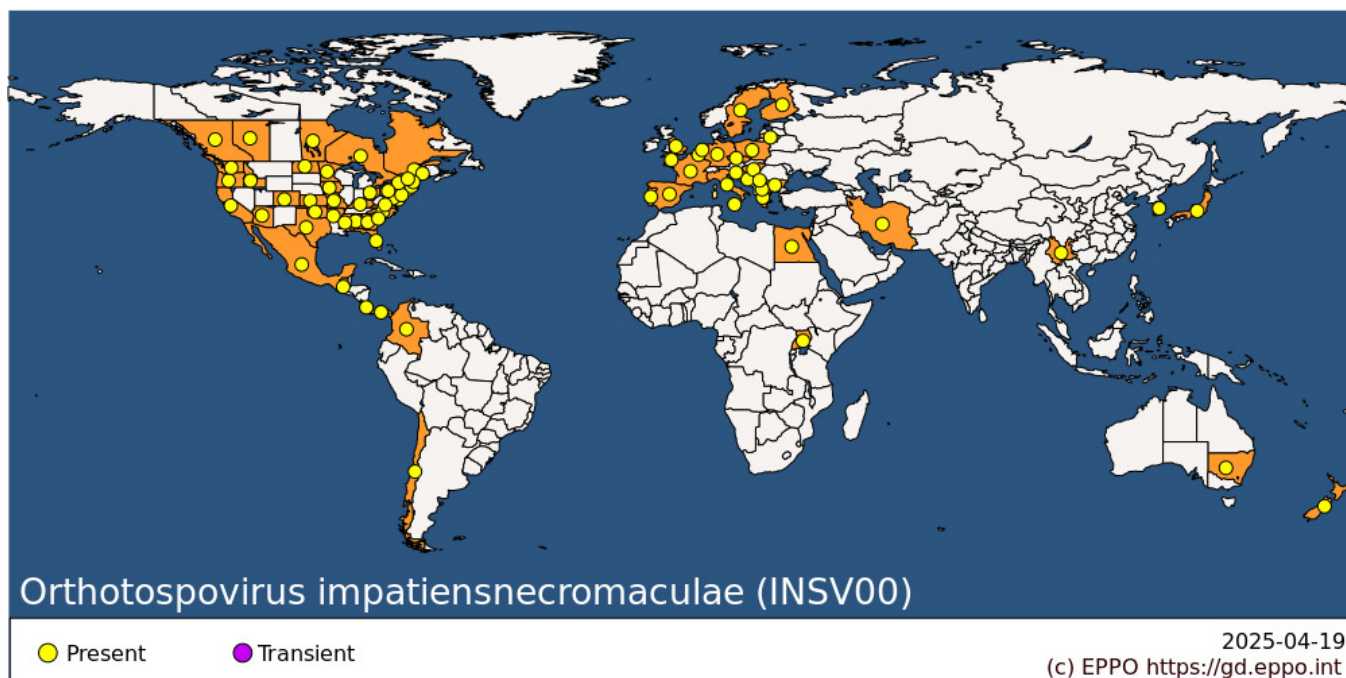 Orthotospovirus impatiensnecromaculae (INSV00)
Present
Transient
2025-04-19
(c) EPPO https://gd.eppo.int